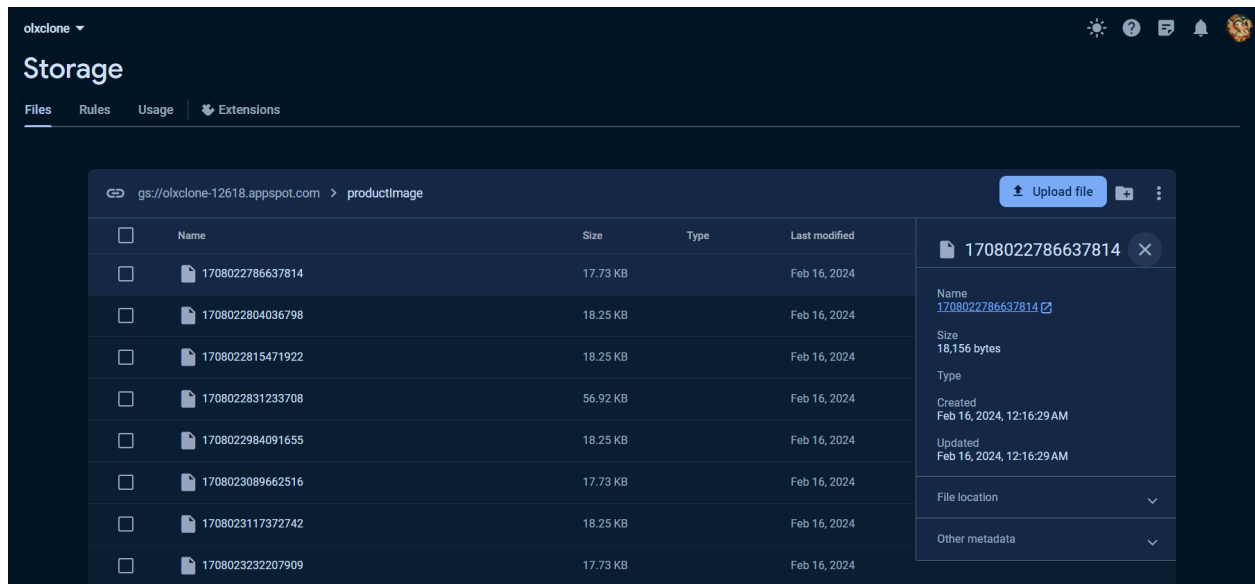 olxclone
Storage
Files Rules Usage Extensions
gs://olxclone-12618.appspot.com > productImage Upload file
Name Size Type Last modified
1708022786637814 17.73 KB Feb 16, 2024
1708022804036798 18.25 KB Feb 16, 2024
1708022815471922 18.25 KB Feb 16, 2024
1708022831233708 56.92 KB Feb 16, 2024
1708022984091655 18.25 KB Feb 16, 2024
1708023089662516 17.73 KB Feb 16, 2024
1708023117372742 18.25 KB Feb 16, 2024
1708023232207909 17.73 KB Feb 16, 2024
1708022786637814
Name
1708022786637814
Size
18,156 bytes
Type
Created
Feb 16, 2024, 12:16:29 AM
Updated
Feb 16, 2024, 12:16:29 AM
File location
Other metadata